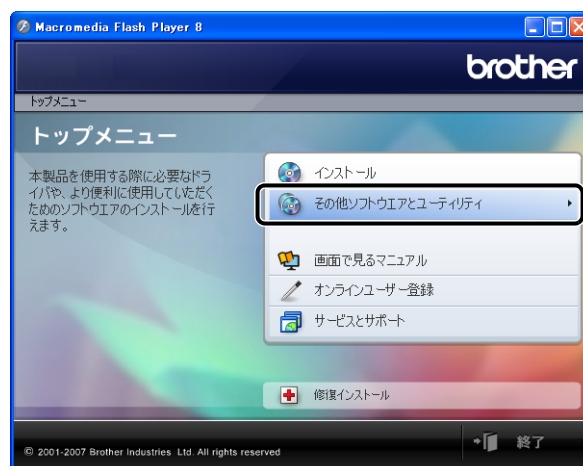 Macromedia Flash Player 8
brother
トップメニュー
トップメニュー
本製品を使用する際に必要なドラ
イバや、より便利に使用していただく
ためのソフトウエアのインストールを行
えます。
インストール
その他ソフトウエアとユーティリティ
画面で見るマニュアル
オンラインユーザー登録
サービスとサポート
修復インストール
© 2001-2007 Brother Industries Ltd. All rights reserved
終了